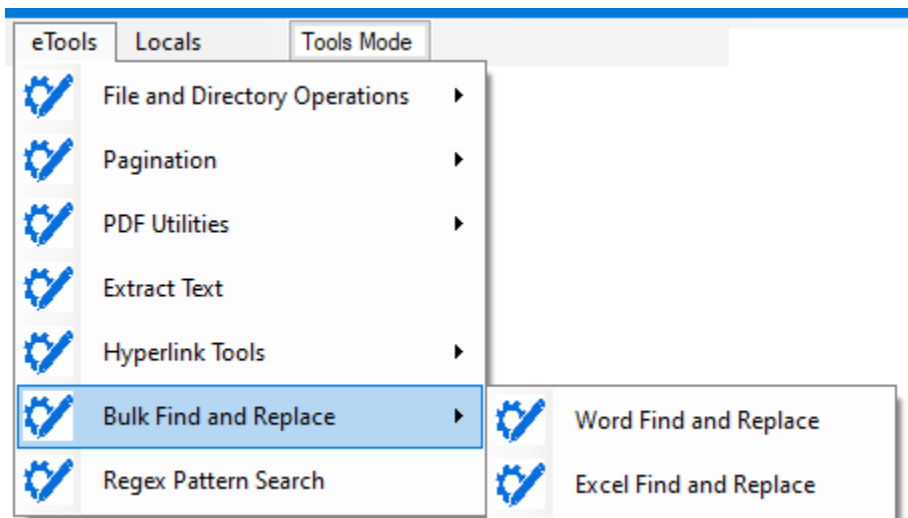 eTools Locals Tools Mode
File and Directory Operations
Pagination
PDF Utilities
Extract Text
Hyperlink Tools
Bulk Find and Replace
Word Find and Replace
Regex Pattern Search
Excel Find and Replace